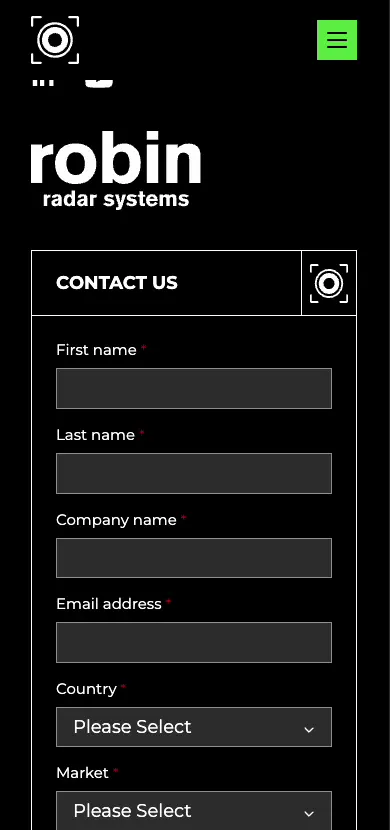 robin
radar systems
CONTACT US
First name *
Last name *
Company name *
Email address *
Country *
Please Select
Market *
Please Select